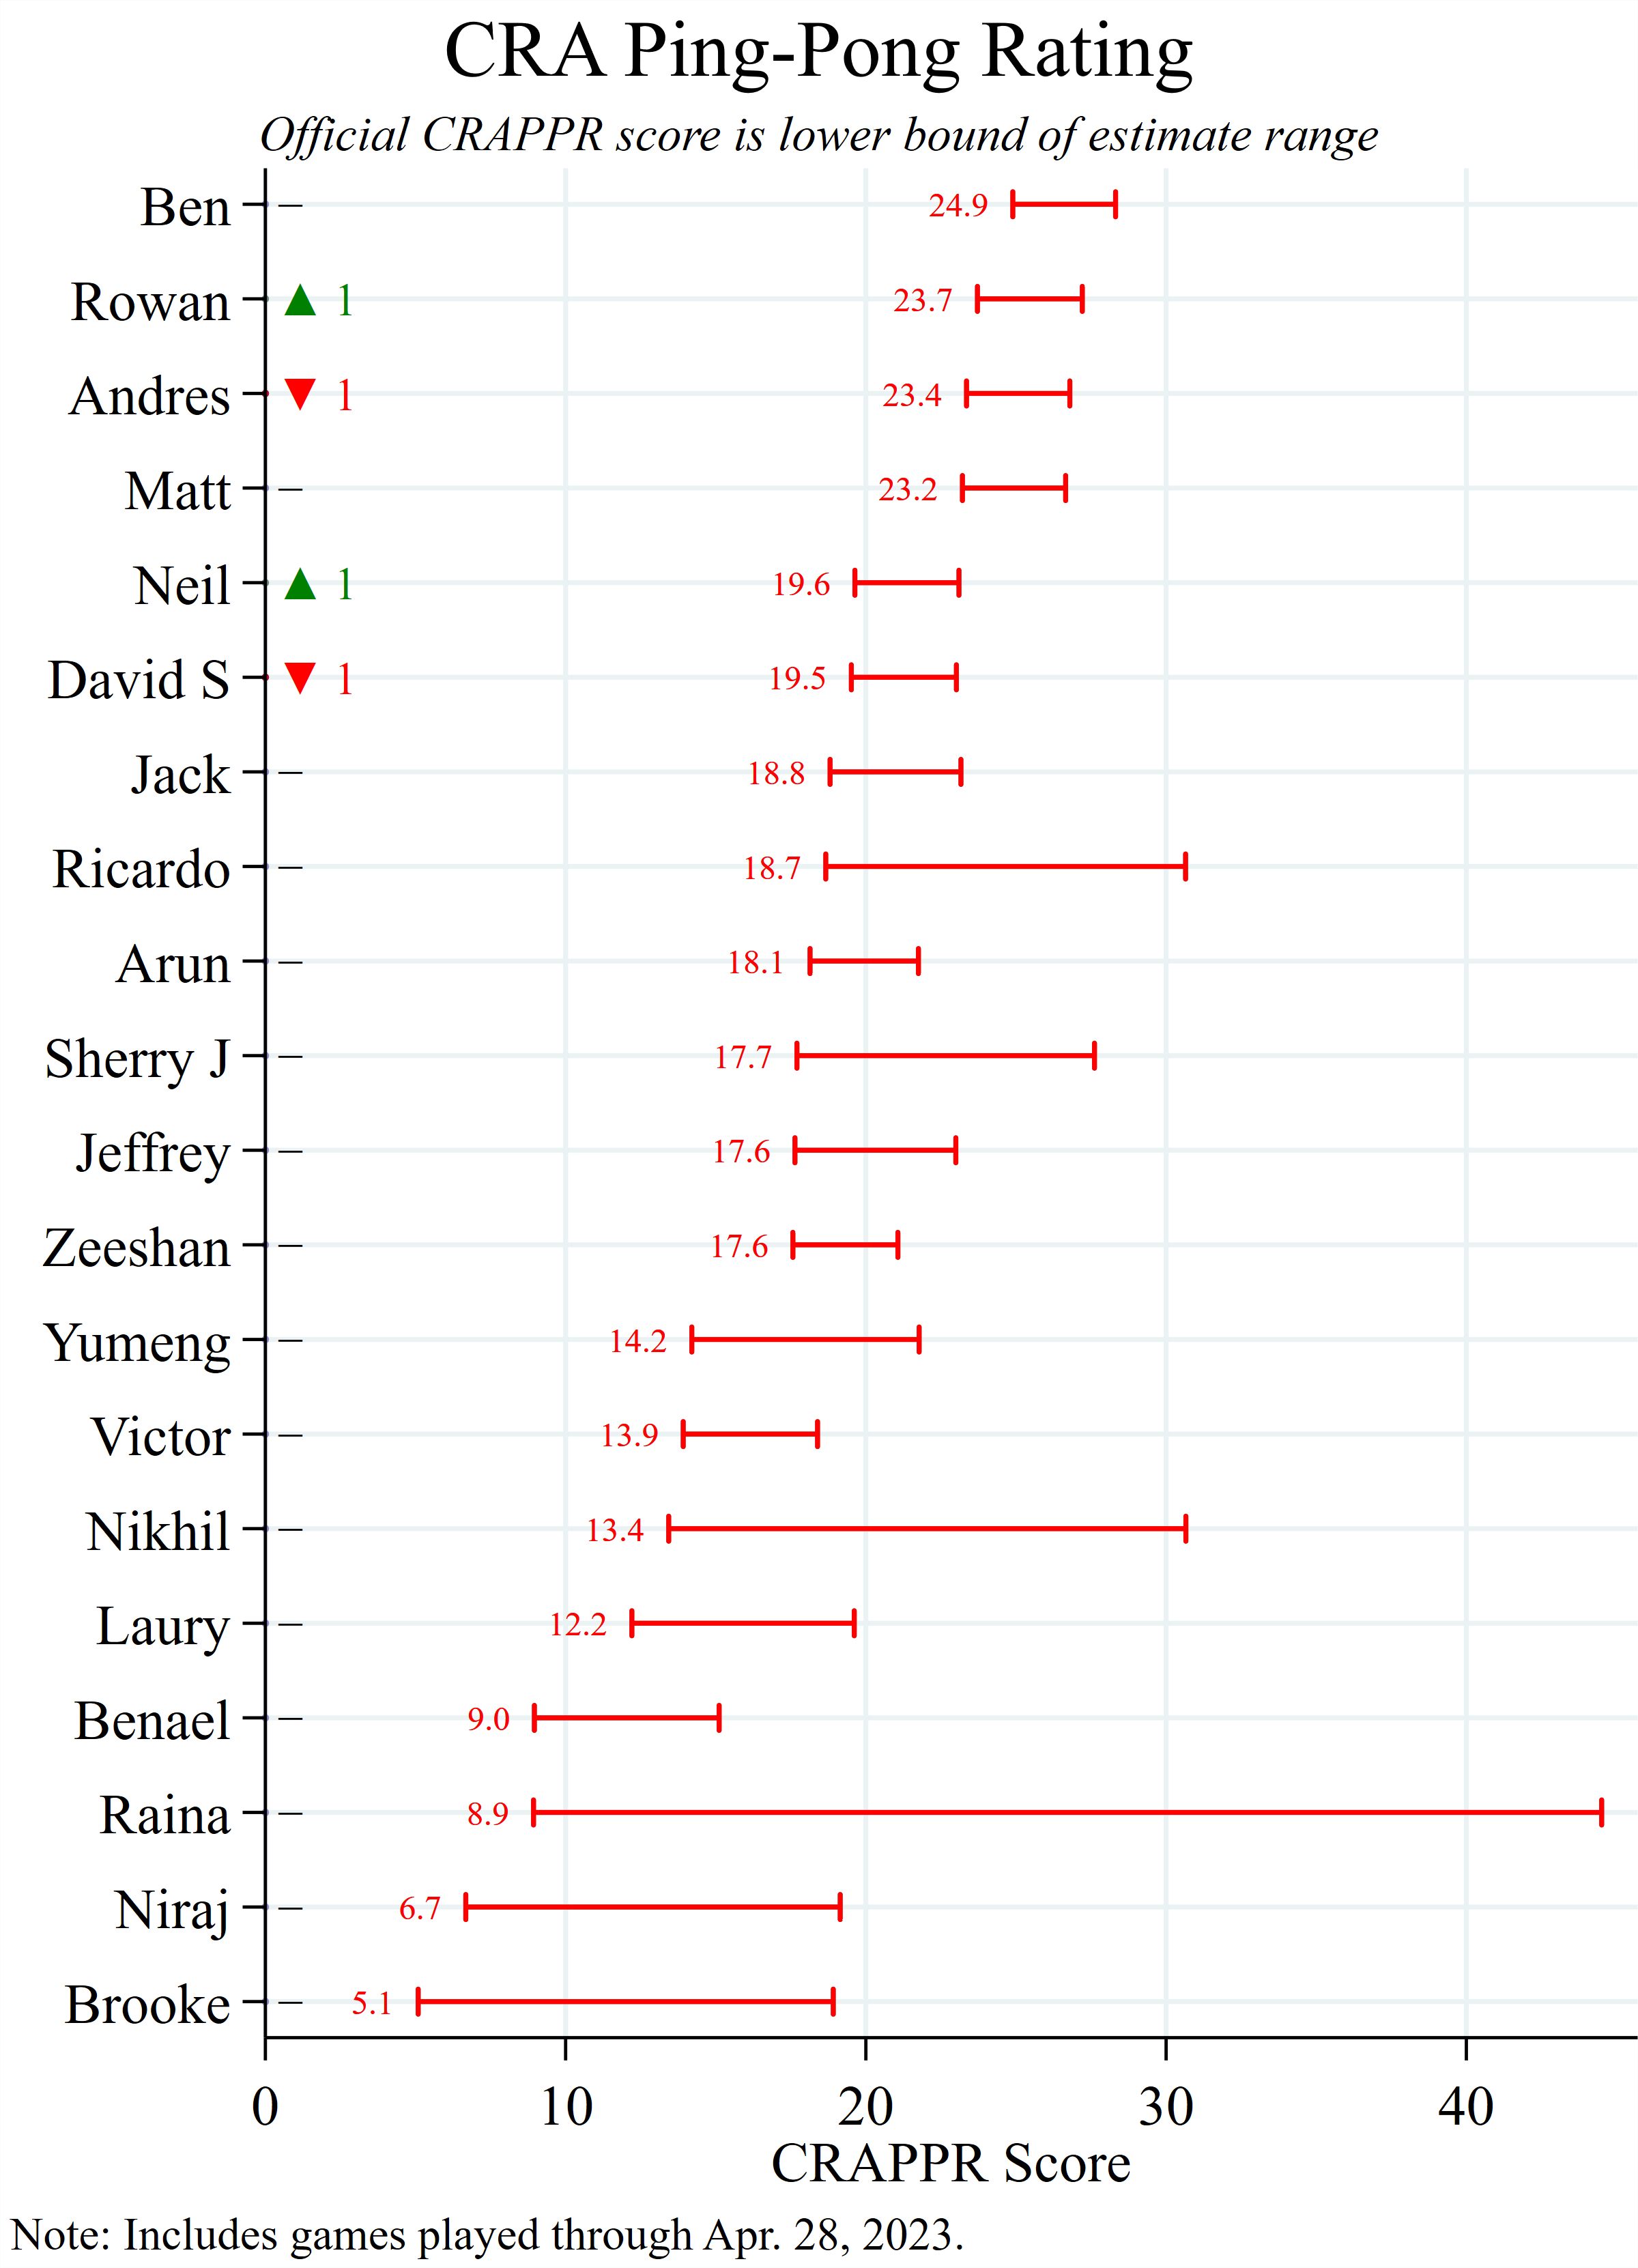 CRA Ping-Pong Rating
Official CRAPPR score is lower bound of estimate range
Ben – 24.9
Rowan ▲ 1 23.7
Andres ▼ 1 23.4
Matt – 23.2
Neil ▲ 1 19.6
David S ▼ 1 19.5
Jack – 18.8
Ricardo – 18.7
Arun – 18.1
Sherry J – 17.7
Jeffrey – 17.6
Zeeshan – 17.6
Yumeng – 14.2
Victor – 13.9
Nikhil – 13.4
Laury – 12.2
Benael – 9.0
Raina – 8.9
Niraj – 6.7
Brooke – 5.1
0 10 20 30 40
CRAPPR Score
Note: Includes games played through Apr. 28, 2023.